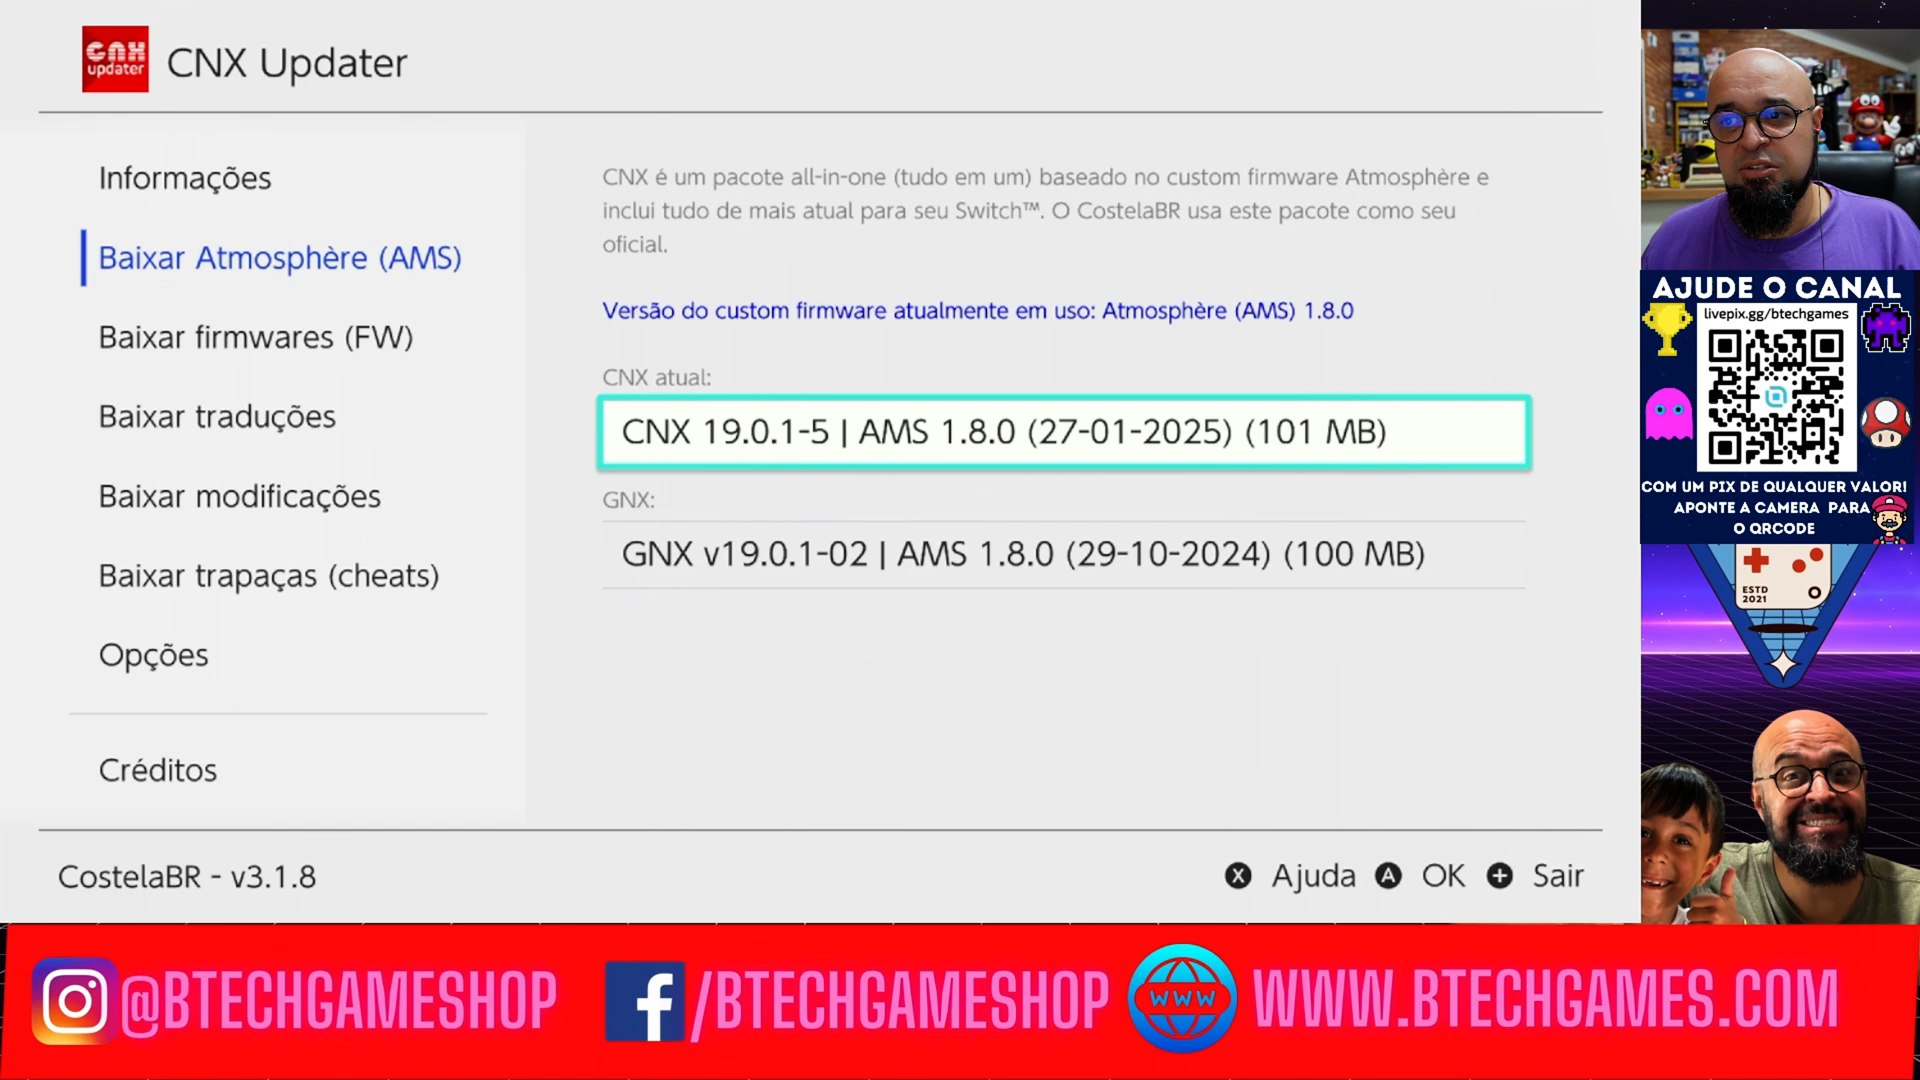 CNX
updater
CNX Updater
Informações
Baixar Atmosphère (AMS)
Baixar firmwares (FW)
Baixar traduções
Baixar modificações
Baixar trapaças (cheats)
Opções
Créditos
CNX é um pacote all-in-one (tudo em um) baseado no custom firmware Atmosphère e
inclui tudo de mais atual para seu Switch™. O CostelaBR usa este pacote como seu
oficial.
Versão do custom firmware atualmente em uso: Atmosphère (AMS) 1.8.0
CNX atual:
CNX 19.0.1-5 | AMS 1.8.0 (27-01-2025) (101 MB)
GNX:
GNX v19.0.1-02 | AMS 1.8.0 (29-10-2024) (100 MB)
CostelaBR - v3.1.8
X Ajuda A OK + Sair
AJUDE O CANAL
livepix.gg/btechgames
COM UM PIX DE QUALQUER VALOR!
APONTE A CAMERA PARA
O QRCODE
ESTD
2021
@BTECHGAMESHOP
f /BTECHGAMESHOP
WWW WWW.BTECHGAMES.COM